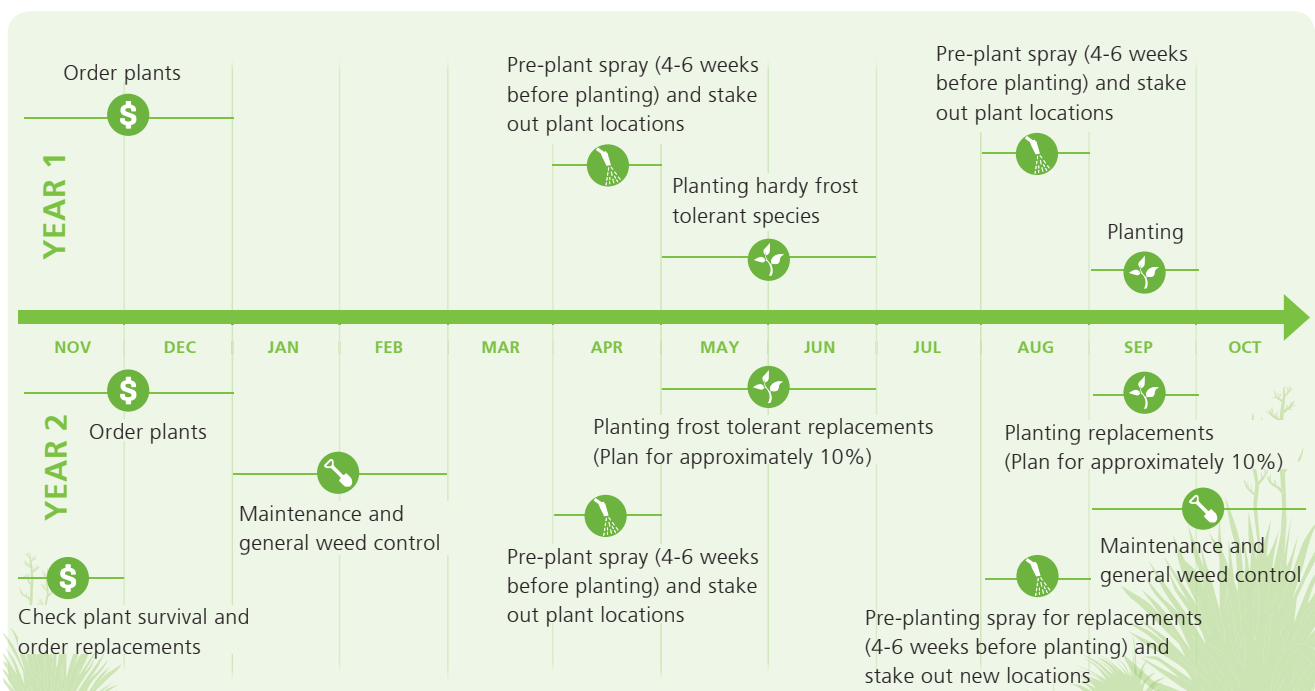 Order plants
$
YEAR 1
Pre-plant spray (4-6 weeks
before planting) and stake
out plant locations
Planting hardy frost
tolerant species
Pre-plant spray (4-6 weeks
before planting) and stake
out plant locations
Planting
NOV DEC JAN FEB MAR APR MAY JUN JUL AUG SEP OCT
YEAR 2
$
Order plants
Maintenance and
general weed control
$
Check plant survival and
order replacements
Planting frost tolerant replacements
(Plan for approximately 10%)
Pre-plant spray (4-6 weeks
before planting) and stake
out plant locations
Planting replacements
(Plan for approximately 10%)
Maintenance and
general weed control
Pre-planting spray for replacements
(4-6 weeks before planting) and
stake out new locations